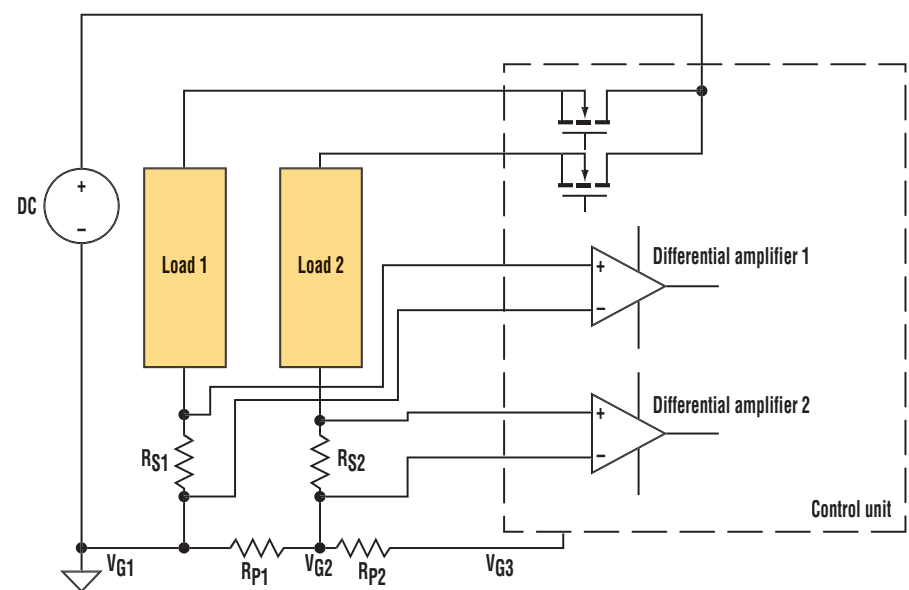 DC
+
−
Load 1
Load 2
+
−
Differential amplifier 1
+
−
Differential amplifier 2
RS1
RS2
Control unit
VG1
RP1
VG2
RP2
VG3